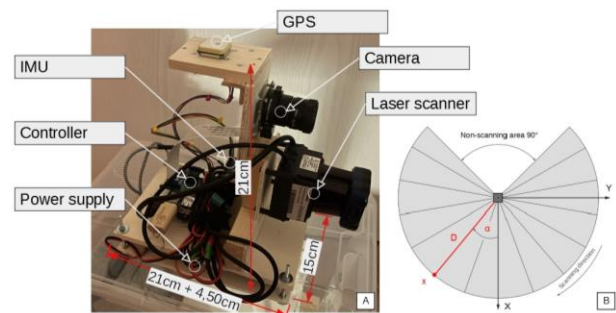 GPS
IMU
Camera
Controller
Laser scanner
Power supply
21cm
21cm + 4,50cm
15cm
A
Non-scanning area 90°
Y
D
α
x
Scanning direction
X
B